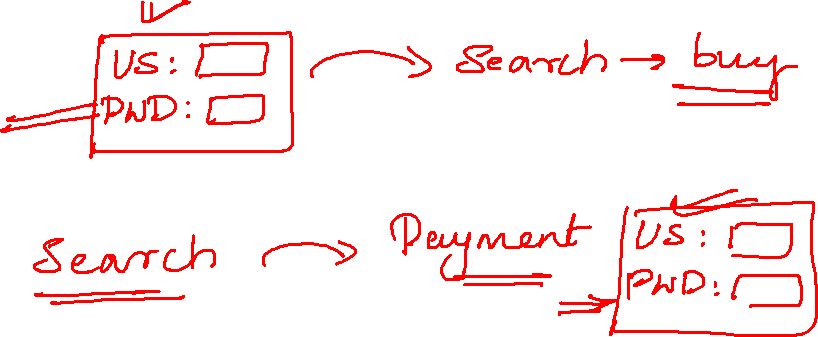 US: search → buy
PWD:
Search Payment US:
PWD: